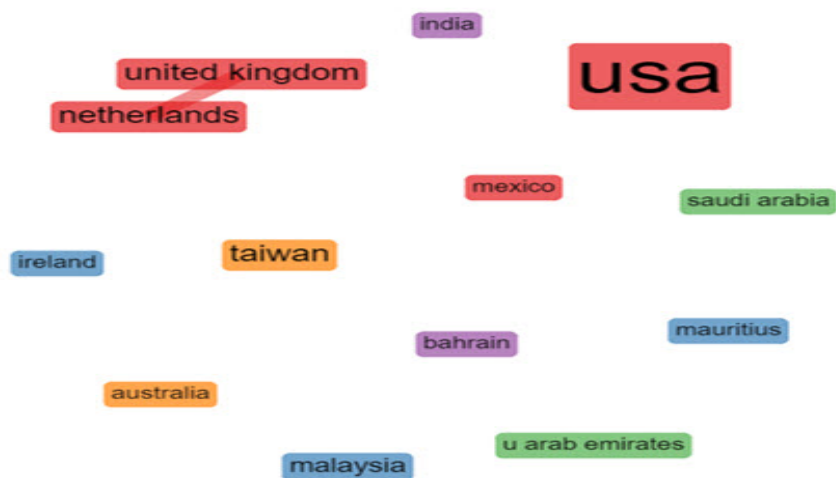 india
united kingdom
usa
netherlands
mexico
saudi arabia
ireland
taiwan
mauritius
bahrain
australia
u arab emirates
malaysia